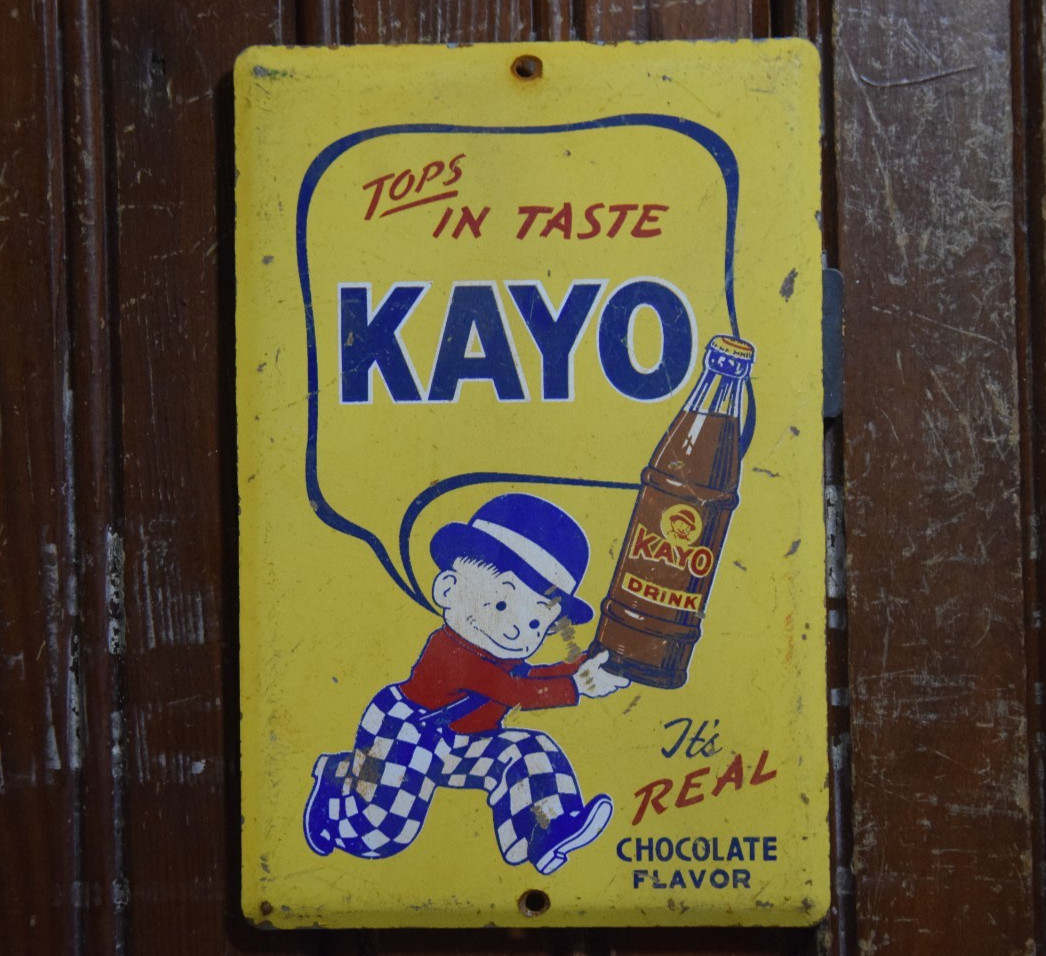 TOPS
IN TASTE
KAYO
KAYO
DRINK
It's
REAL
CHOCOLATE
FLAVOR